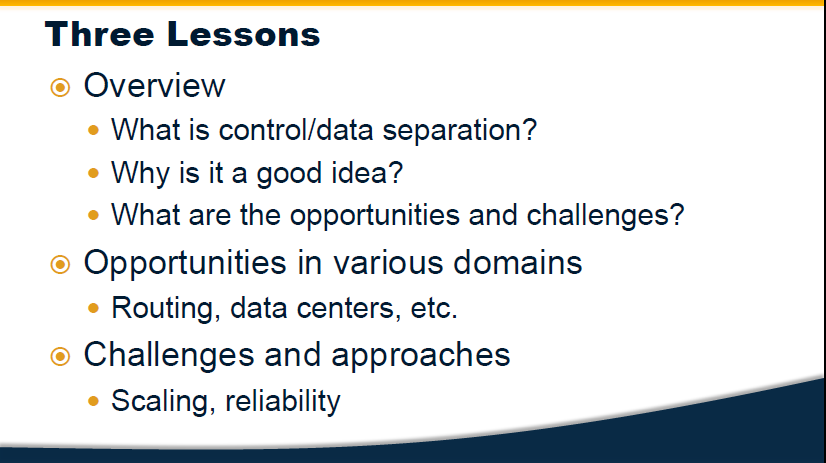 Three Lessons
Overview
What is control/data separation?
Why is it a good idea?
What are the opportunities and challenges?
Opportunities in various domains
Routing, data centers, etc.
Challenges and approaches
Scaling, reliability